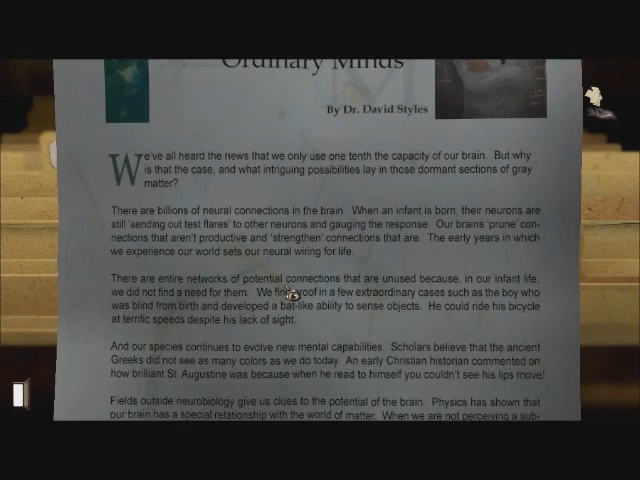 Ordinary Minds
By Dr. David Styles
We've all heard the news that we only use one tenth the capacity of our brain. But why
is that the case, and what intriguing possibilities lay in those dormant sections of gray
matter?
There are billions of neural connections in the brain. When an infant is born, their neurons are
still 'sending out test flares' to other neurons and gauging the response. Our brains 'prune' con-
nections that aren't productive and 'strengthen' connections that are. The early years in which
we experience our world sets our neural wiring for life.
There are entire networks of potential connections that are unused because, in our infant life,
we did not find a need for them. We find proof in a few extraordinary cases such as the boy who
was blind from birth and developed a bat-like ability to sense objects. He could ride his bicycle
at terrific speeds despite his lack of sight.
And our species continues to evolve new mental capabilities. Scholars believe that the ancient
Greeks did not see as many colors as we do today. An early Christian historian commented on
how brilliant St. Augustine was because when he read to himself you couldn't see his lips move!
Fields outside neurobiology give us clues to the potential of the brain. Physics has shown that
our brain has a special relationship with the world of matter. When we are not perceiving a sub-